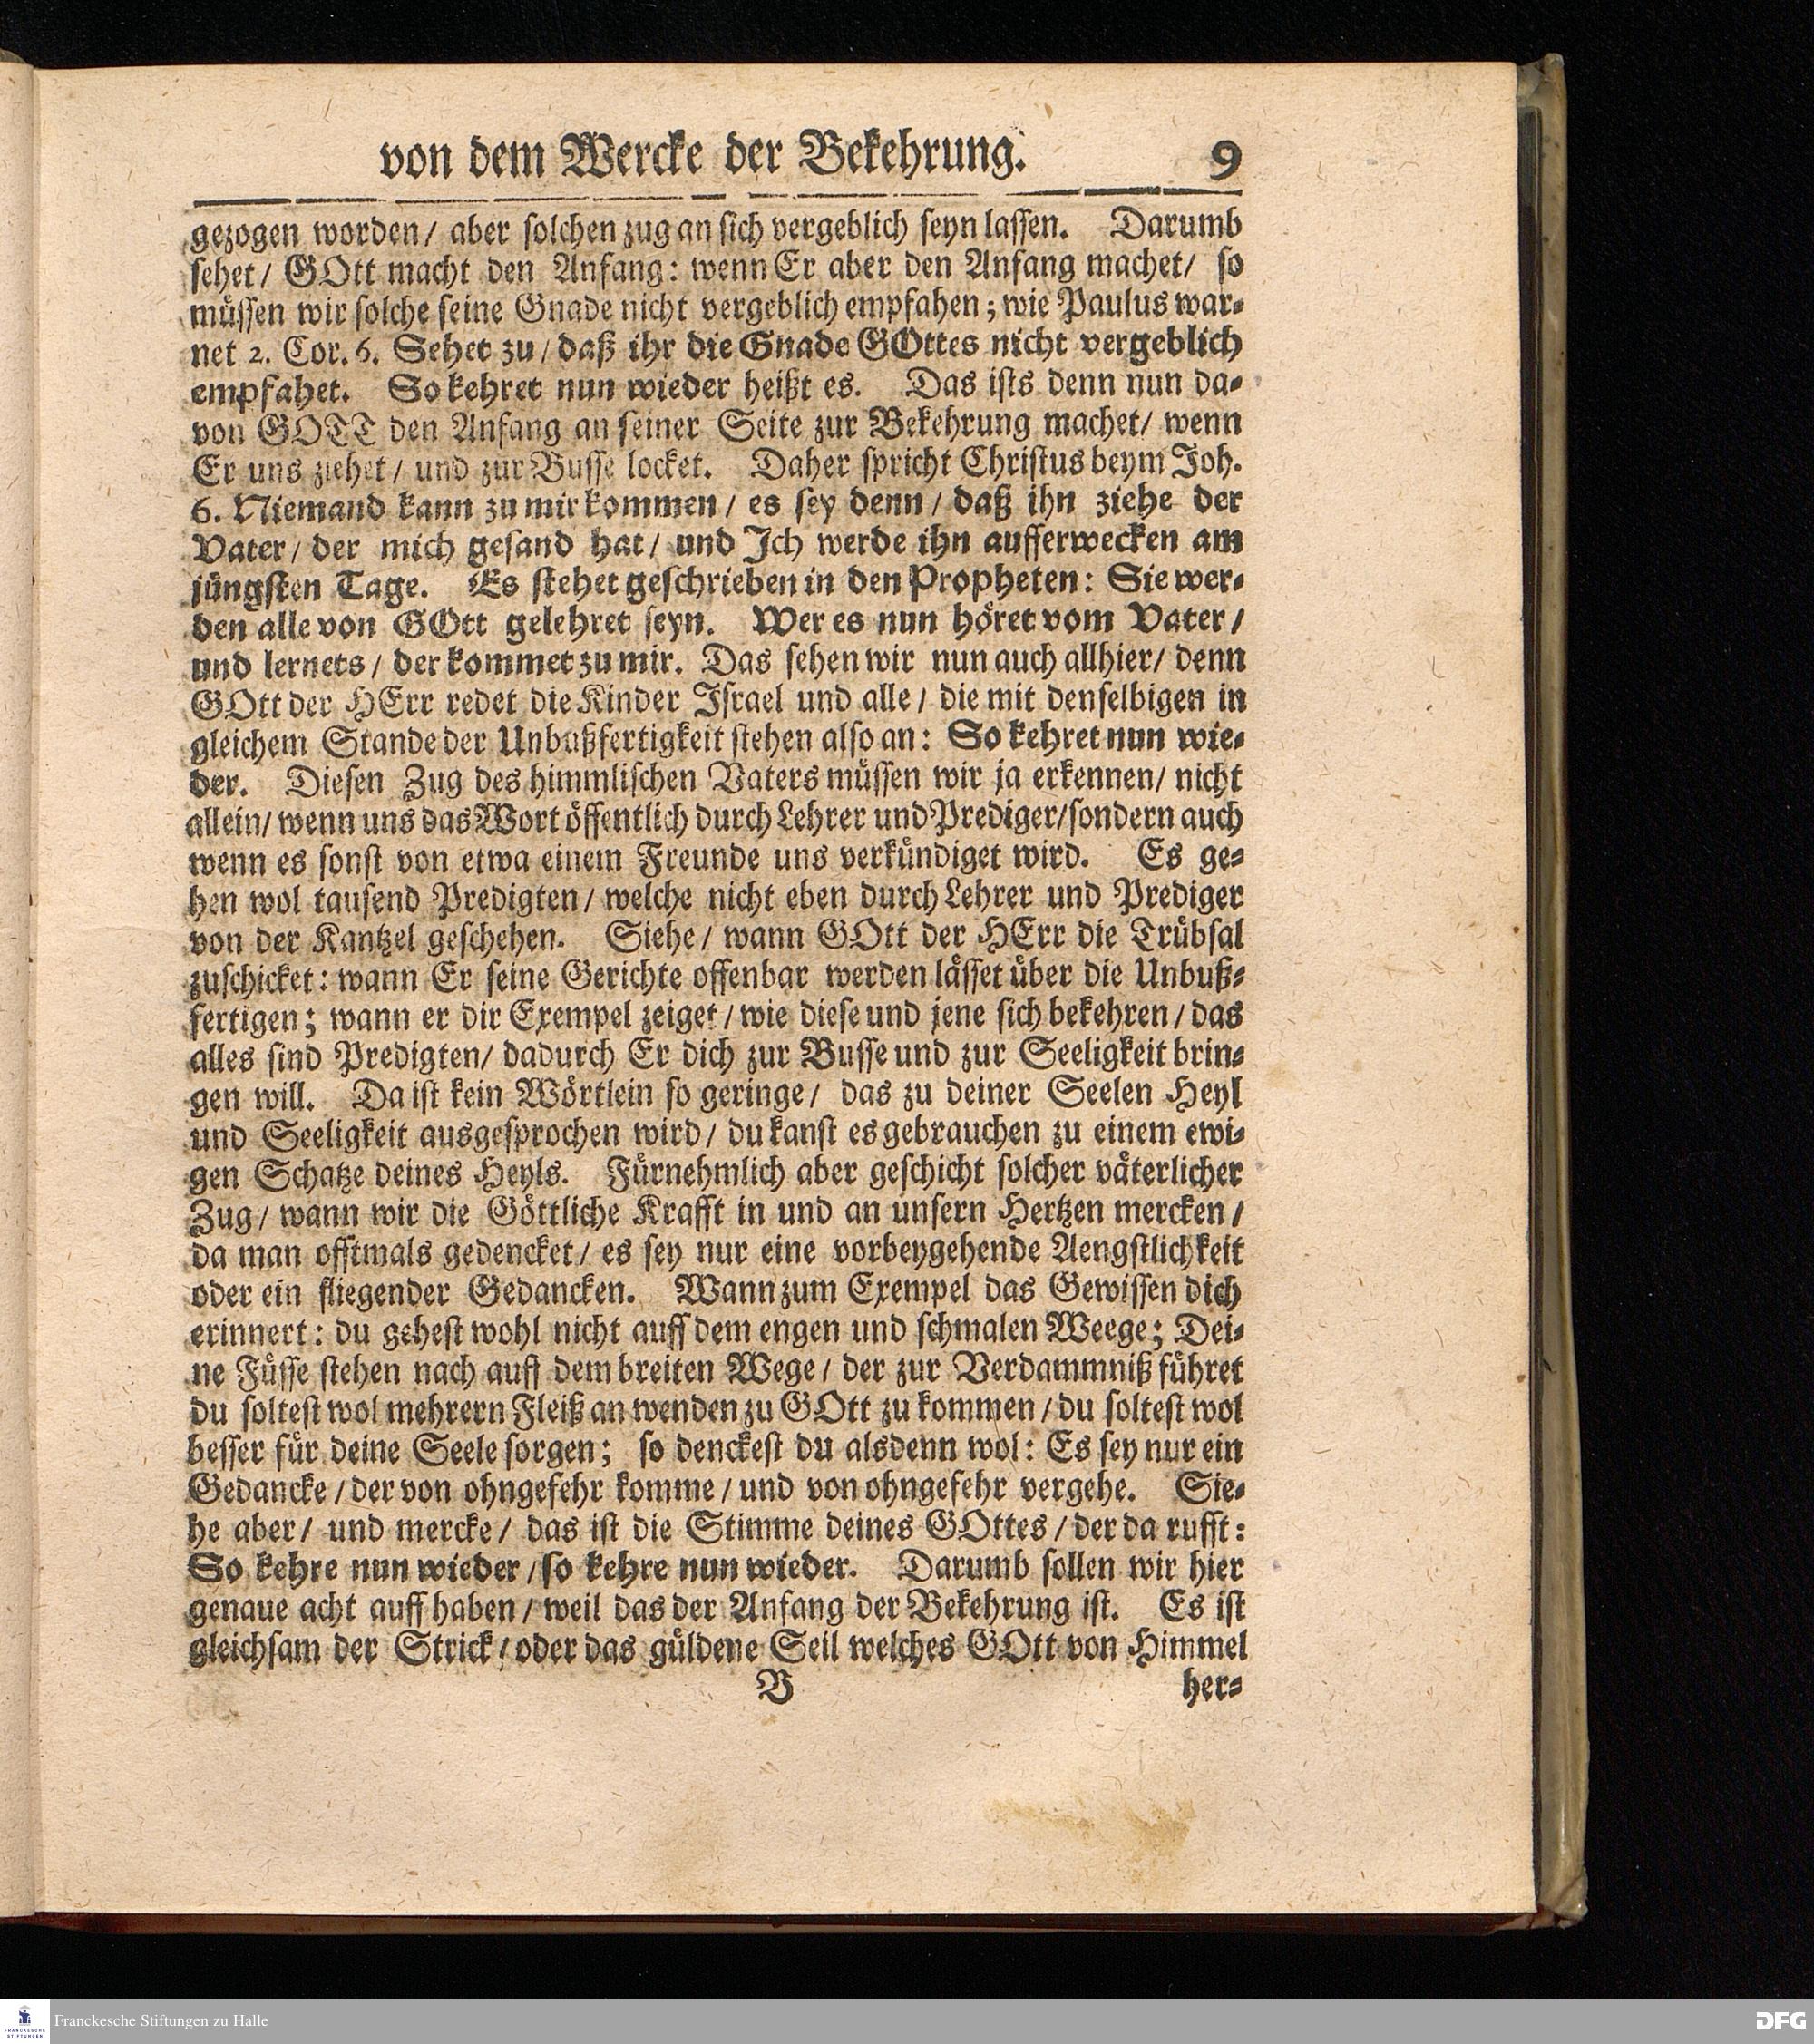 von dem Wercke der Bekehrung. 9
gezogen worden/ aber solchen zug an sich vergeblich seyn lassen. Darumb
sehet/ GOtt macht den Anfang: wenn Er aber den Anfang machet/ so
müssen wir solche seine Gnade nicht vergeblich empfahen; wie Paulus war-
net 2. Cor. 6. Sehet zu/ daß ihr die Gnade GOttes nicht vergeblich
empfahet. So kehret nun wieder heißt es. Das ists denn nun da-
von GOTT den Anfang an seiner Seite zur Bekehrung machet/ wenn
Er uns ziehet/ und zur Busse locket. Daher spricht Christus beym Joh.
6. Niemand kann zu mir kommen/ es sey denn/ daß ihn ziehe der
Vater/ der mich gesand hat/ und Jch werde ihn aufferwecken am
jüngsten Tage. Es stehet geschrieben in den Propheten: Sie wer-
den alle von GOtt gelehret seyn. Wer es nun höret vom Vater/
und lernets/ der kommet zu mir. Das sehen wir nun auch allhier/ denn
GOtt der HErr redet die Kinder Israel und alle/ die mit denselbigen in
gleichem Stande der Unbußfertigkeit stehen also an: So kehret nun wie-
der. Diesen Zug des himmlischen Vaters müssen wir ja erkennen/ nicht
allein/ wenn uns das Wort öffentlich durch Lehrer und Prediger/ sondern auch
wenn es sonst von etwa einem Freunde uns verkündiget wird. Es ge-
hen wol tausend Predigten/ welche nicht eben durch Lehrer und Prediger
von der Kantzel geschehen. Siehe/ wann GOtt der HErr die Trübsal
zuschicket: wann Er seine Gerichte offenbar werden lässet über die Unbuß-
fertigen; wann er dir Exempel zeiget/ wie diese und jene sich bekehren/ das
alles sind Predigten/ dadurch Er dich zur Busse und zur Seeligkeit brin-
gen will. Da ist kein Wörtlein so geringe/ das zu deiner Seelen Heyl
und Seeligkeit ausgesprochen wird/ du kanst es gebrauchen zu einem ewi-
gen Schatze deines Heyls. Fürnehmlich aber geschicht solcher väterlicher
Zug/ wann wir die Göttliche Krafft in und an unsern Hertzen mercken/
da man offtmals gedencket/ es sey nur eine vorbeygehende Aengstlichkeit
oder ein fliegender Gedancken. Wann zum Exempel das Gewissen dich
erinnert: du gehest wohl nicht auff dem engen und schmalen Weege; Dei-
ne Füsse stehen nach auff dem breiten Wege/ der zur Verdammniß führet
du soltest wol mehrern Fleiß an wenden zu GOtt zu kommen/ du soltest wol
besser für deine Seele sorgen; so denckest du alsdenn wol: Es sey nur ein
Gedancke/ der von ohngefehr komme/ und von ohngefehr vergehe. Sie-
he aber/ und mercke/ das ist die Stimme deines GOttes/ der da rufft:
So kehre nun wieder/ so kehre nun wieder. Darumb sollen wir hier
genaue acht auff haben/ weil das der Anfang der Bekehrung ist. Es ist
gleichsam der Strick/ oder das güldene Seil welches GOtt von Himmel
B her-
FRANCKESCHE
STIFTUNGEN
Franckesche Stiftungen zu Halle
DFG